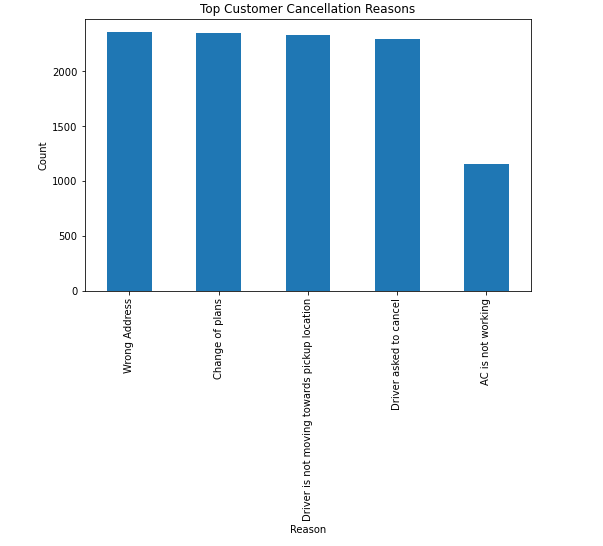 Top Customer Cancellation Reasons
Count
2000
1500
1000
500
0
Wrong Address
Change of plans
Driver is not moving towards pickup location
Driver asked to cancel
AC is not working
Reason